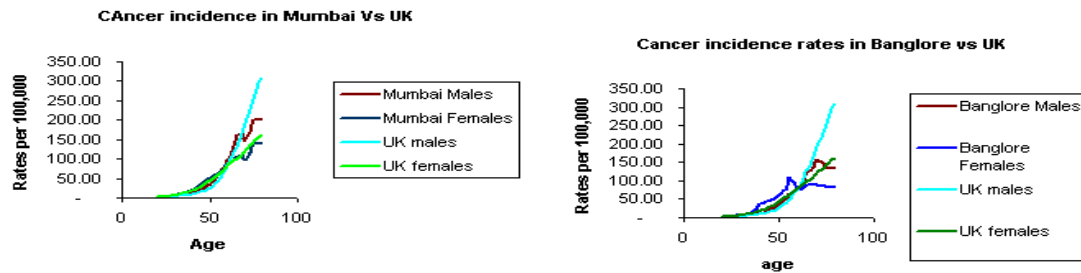 CAncer incidence in Mumbai Vs UK
Rates per 100,000
350.00
300.00
250.00
200.00
150.00
100.00
50.00
-
0
50
100
Age
Mumbai Males
Mumbai Females
UK males
UK females
Cancer incidence rates in Banglore vs UK
Rates per 100,000
350.00
300.00
250.00
200.00
150.00
100.00
50.00
-
0
50
100
age
Banglore Males
Banglore
Females
UK males
UK females